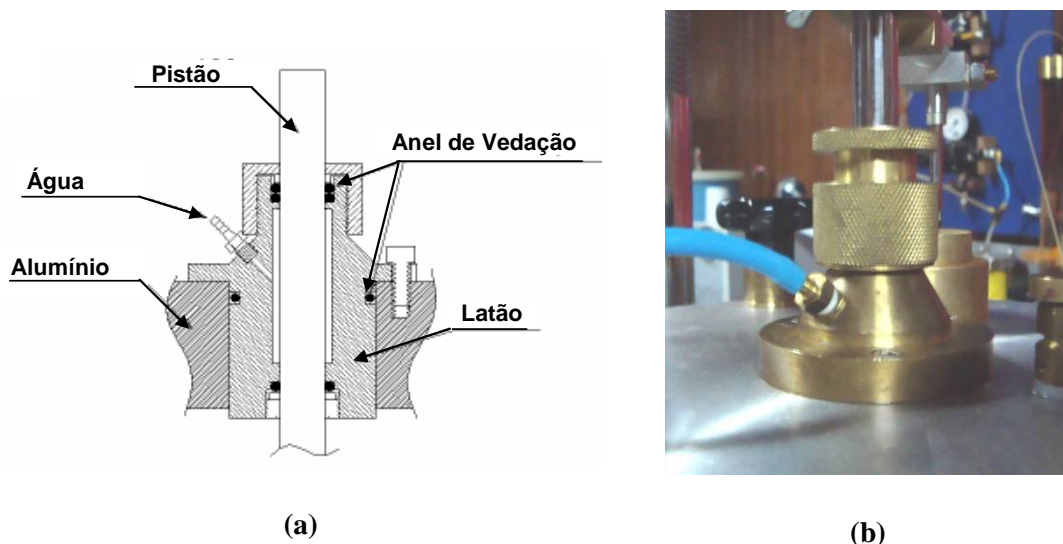 Pistão
Anel de Vedação
Água
Alumínio
Latão
(a)
(b)